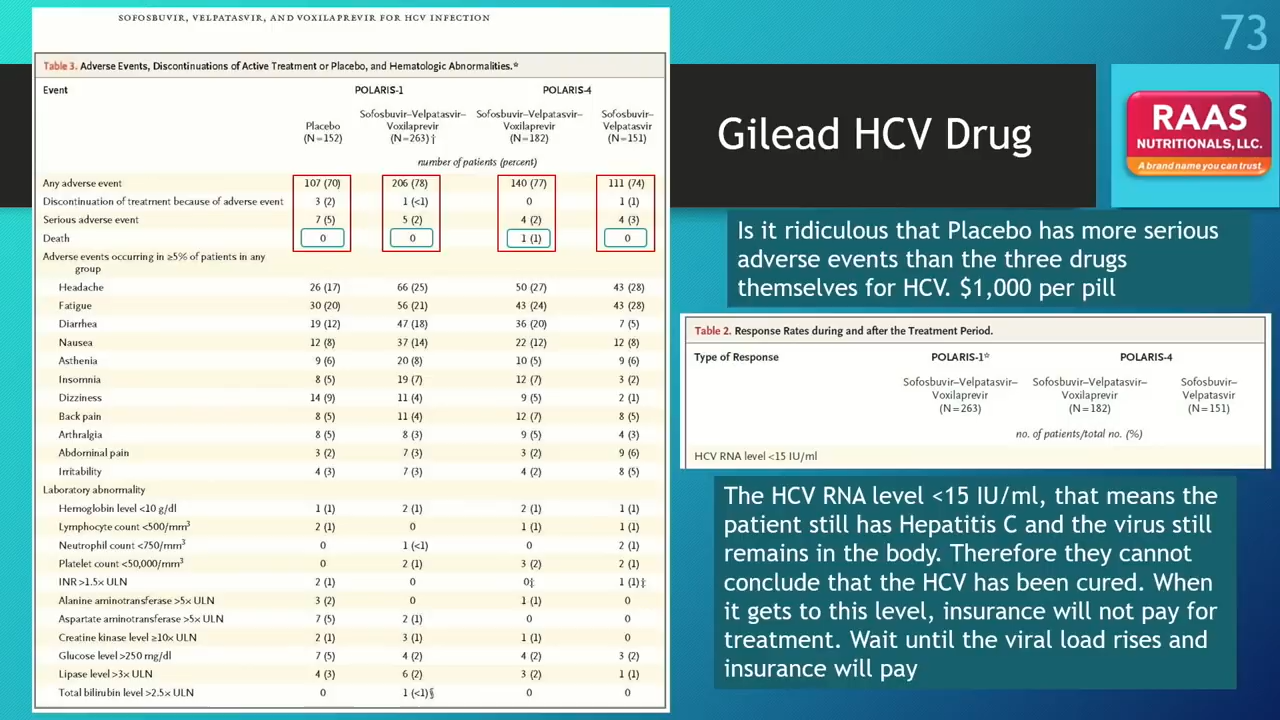 SOFOSBUVIR, VELPATASVIR, AND VOXILAPREVIR FOR HCV INFECTION
Table 3. Adverse Events, Discontinuations of Active Treatment or Placebo, and Hematologic Abnormalities.*
Event POLARIS-1 POLARIS-4
Placebo (N=152) Sofosbuvir–Velpatasvir–Voxilaprevir (N=263)† Sofosbuvir–Velpatasvir–Voxilaprevir (N=182) Sofosbuvir–Velpatasvir (N=151)
number of patients (percent)
Any adverse event 107 (70) 206 (78) 140 (77) 111 (74)
Discontinuation of treatment because of adverse event 3 (2) 1 (<1) 0 1 (1)
Serious adverse event 7 (5) 5 (2) 4 (2) 4 (3)
Death 0 0 1 (1) 0
Adverse events occurring in ≥5% of patients in any
group
Headache 26 (17) 66 (25) 50 (27) 43 (28)
Fatigue 30 (20) 56 (21) 43 (24) 43 (28)
Diarrhea 19 (12) 47 (18) 36 (20) 7 (5)
Nausea 12 (8) 37 (14) 22 (12) 12 (8)
Asthenia 9 (6) 20 (8) 10 (5) 9 (6)
Insomnia 8 (5) 19 (7) 12 (7) 3 (2)
Dizziness 14 (9) 11 (4) 9 (5) 2 (1)
Back pain 8 (5) 11 (4) 12 (7) 8 (5)
Arthralgia 8 (5) 8 (3) 9 (5) 4 (3)
Abdominal pain 3 (2) 7 (3) 3 (2) 9 (6)
Irritability 4 (3) 7 (3) 4 (2) 8 (5)
Laboratory abnormality
Hemoglobin level <10 g/dl 1 (1) 2 (1) 2 (1) 1 (1)
Lymphocyte count <500/mm³ 2 (1) 0 1 (1) 1 (1)
Neutrophil count <750/mm³ 0 1 (<1) 0 2 (1)
Platelet count <50,000/mm³ 0 2 (1) 3 (2) 2 (1)
INR >1.5× ULN 2 (1) 0 0‡ 1 (1)‡
Alanine aminotransferase >5× ULN 3 (2) 0 1 (1) 0
Aspartate aminotransferase >5× ULN 7 (5) 2 (1) 0 0
Creatine kinase level ≥10× ULN 2 (1) 3 (1) 1 (1) 0
Glucose level >250 mg/dl 7 (5) 4 (2) 4 (2) 3 (2)
Lipase level >3× ULN 4 (3) 6 (2) 3 (2) 1 (1)
Total bilirubin level >2.5× ULN 0 1 (<1)§ 0 0
73
Gilead HCV Drug
RAAS
NUTRITIONALS, LLC.
A brand name you can trust
Is it ridiculous that Placebo has more serious
adverse events than the three drugs
themselves for HCV. $1,000 per pill
Table 2. Response Rates during and after the Treatment Period.
Type of Response POLARIS-1* POLARIS-4
Sofosbuvir–Velpatasvir–Voxilaprevir (N=263) Sofosbuvir–Velpatasvir–Voxilaprevir (N=182) Sofosbuvir–Velpatasvir (N=151)
no. of patients/total no. (%)
HCV RNA level <15 IU/ml
The HCV RNA level <15 IU/ml, that means the
patient still has Hepatitis C and the virus still
remains in the body. Therefore they cannot
conclude that the HCV has been cured. When
it gets to this level, insurance will not pay for
treatment. Wait until the viral load rises and
insurance will pay